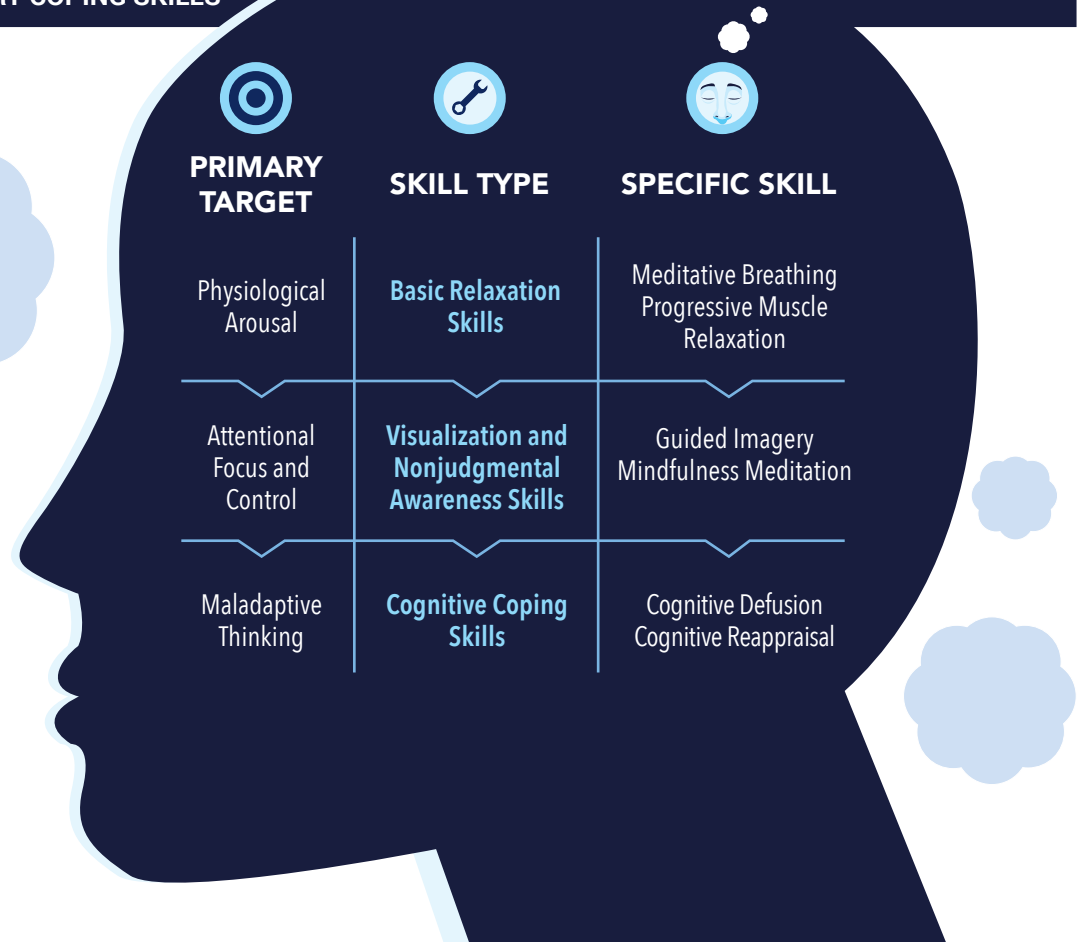 COPING SKILLS
PRIMARY
TARGET
SKILL TYPE
SPECIFIC SKILL
Physiological
Arousal
Basic Relaxation
Skills
Meditative Breathing
Progressive Muscle
Relaxation
Attentional
Focus and
Control
Visualization and
Nonjudgmental
Awareness Skills
Guided Imagery
Mindfulness Meditation
Maladaptive
Thinking
Cognitive Coping
Skills
Cognitive Defusion
Cognitive Reappraisal